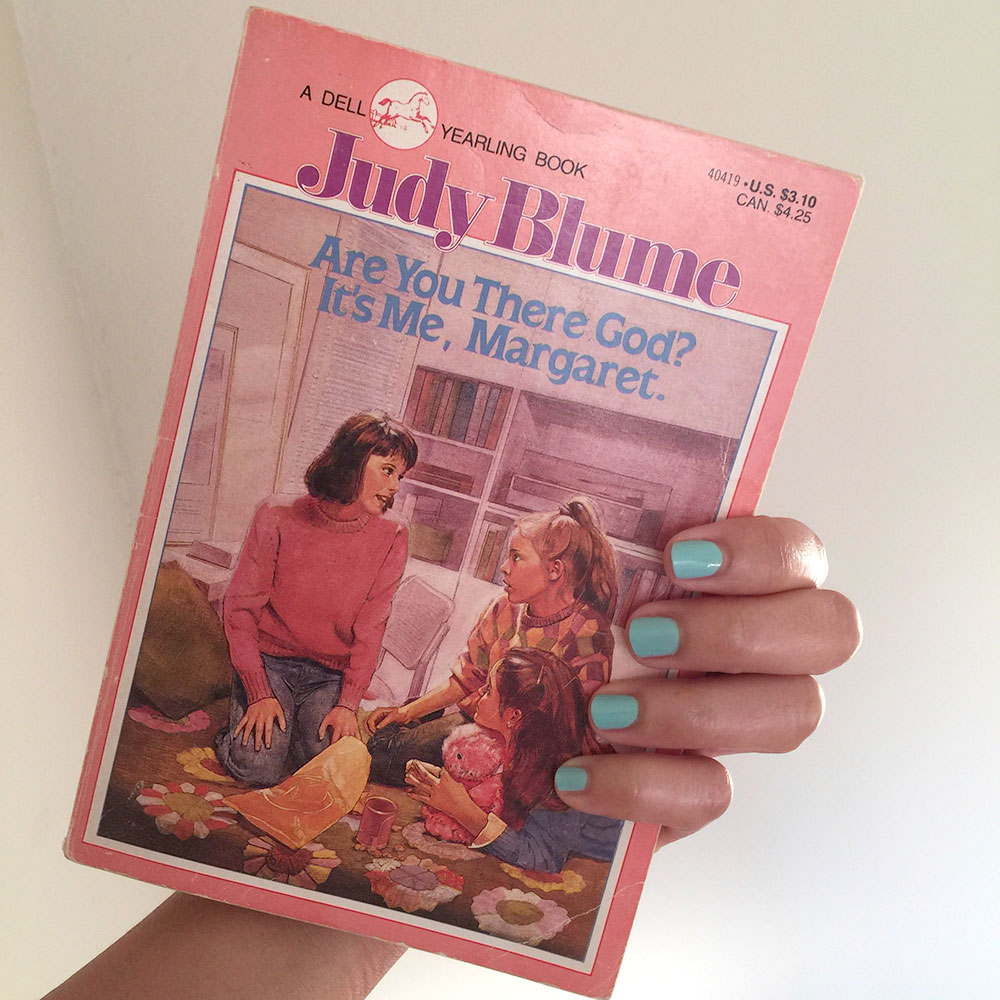 A DELL YEARLING BOOK
40419 • U.S. $3.10
CAN. $4.25
Judy Blume
Are You There God?
It's Me, Margaret.